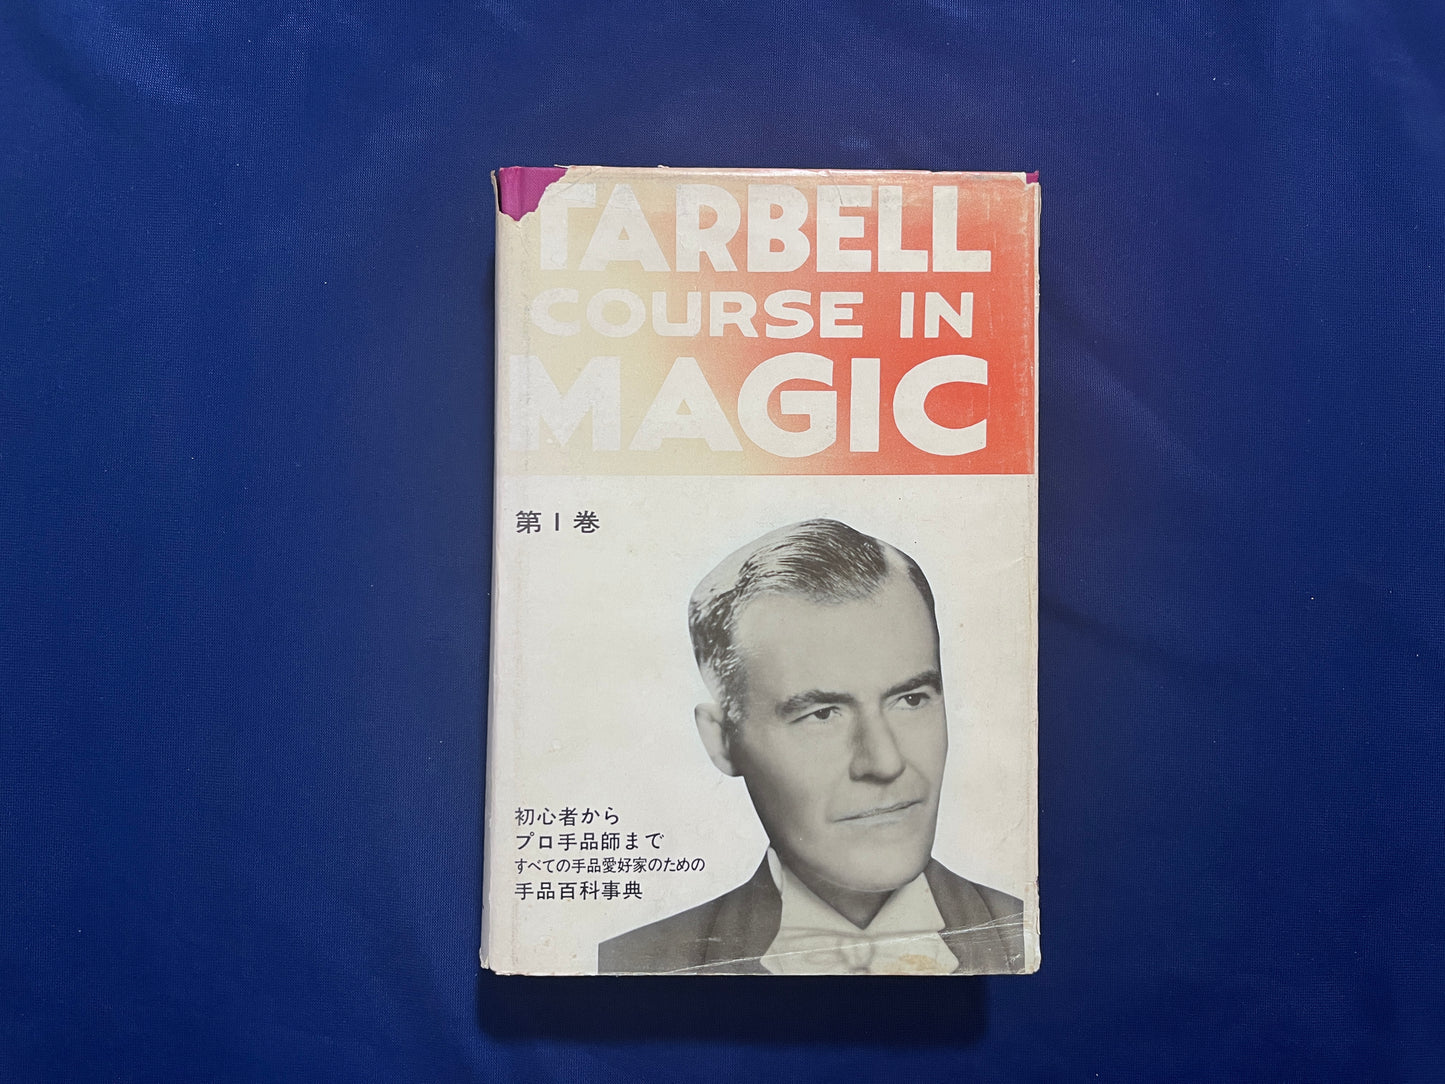 TARBELL
COURSE IN
MAGIC
第1巻
初心者から
プロ手品師まで
すべての手品愛好家のための
手品百科事典